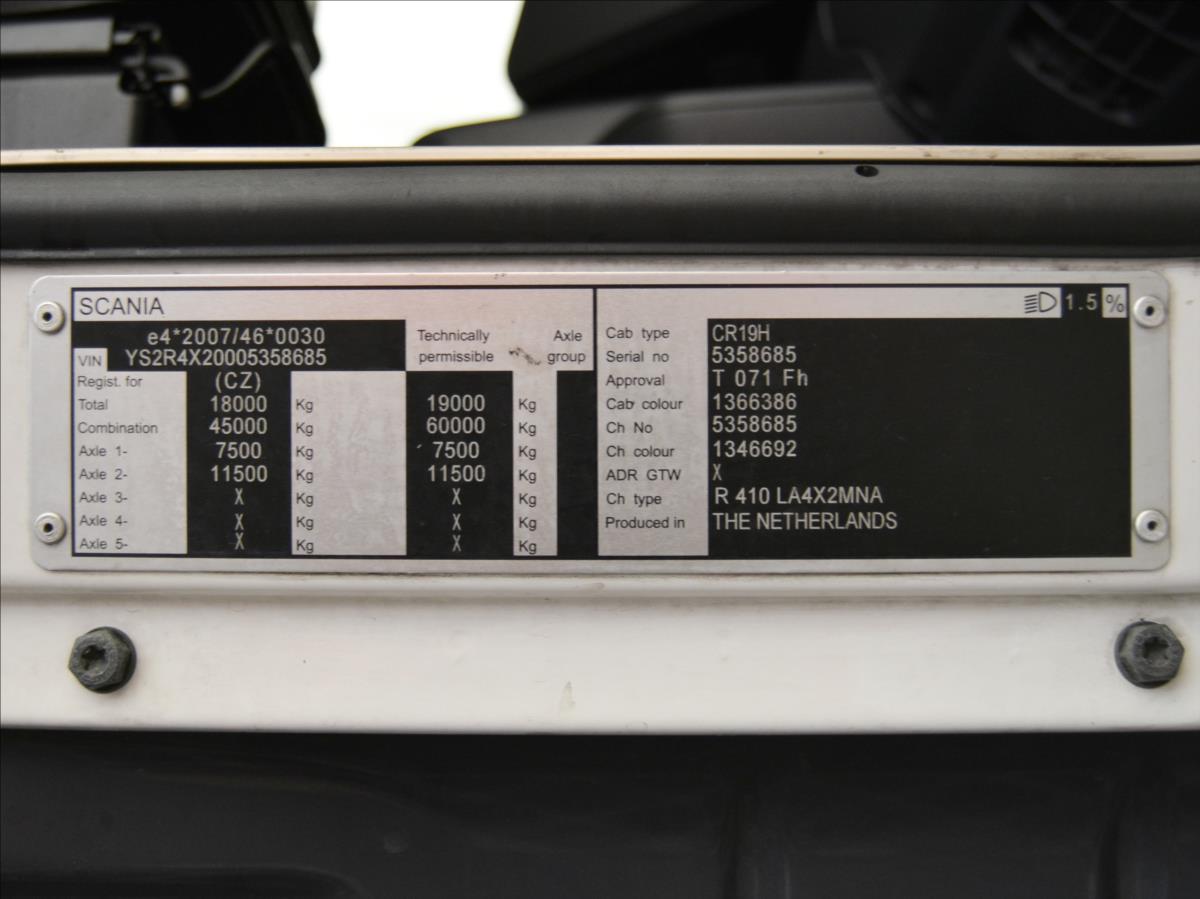 SCANIA
e4*2007/46*0030
VIN YS2R4X20005358685
Technically permissible
Axle group
Regist. for (CZ)
Total 18000 Kg 19000 Kg
Combination 45000 Kg 60000 Kg
Axle 1- 7500 Kg 7500 Kg
Axle 2- 11500 Kg 11500 Kg
Axle 3- X Kg X Kg
Axle 4- X Kg X Kg
Axle 5- X Kg X Kg
1.5 %
Cab type CR19H
Serial no 5358685
Approval T 071 Fh
Cab colour 1366386
Ch No 5358685
Ch colour 1346692
ADR GTW X
Ch type R 410 LA4X2MNA
Produced in THE NETHERLANDS